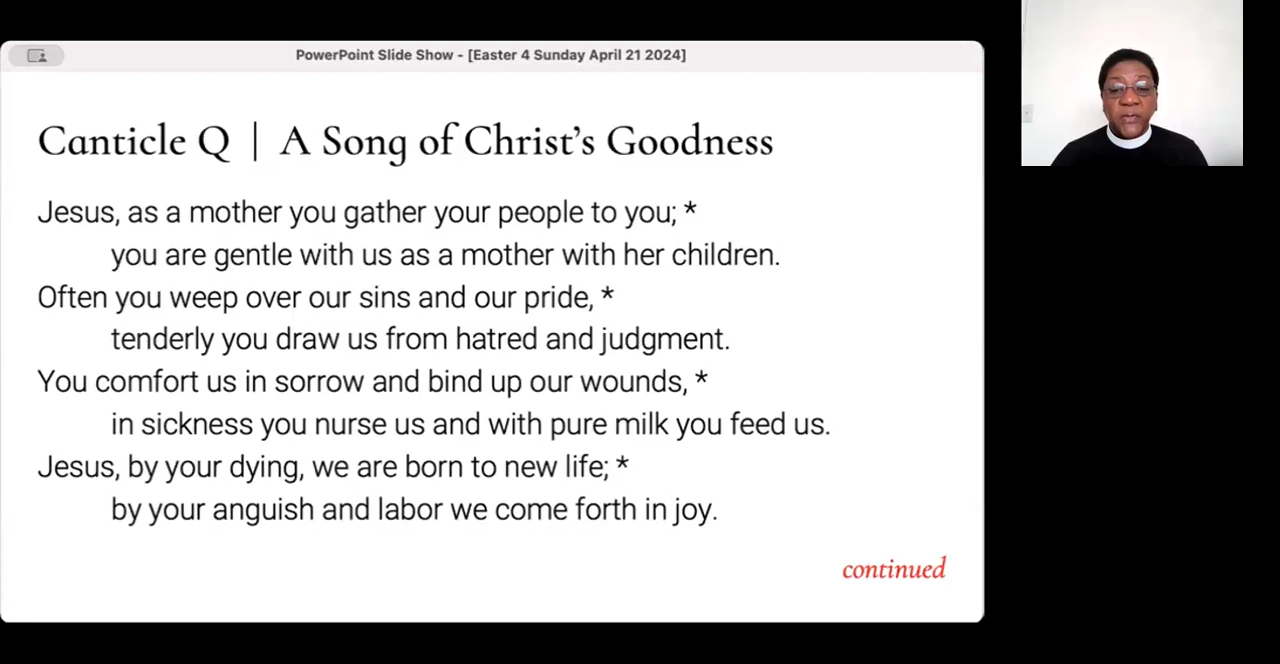 PowerPoint Slide Show - [Easter 4 Sunday April 21 2024]
Canticle Q | A Song of Christ's Goodness
Jesus, as a mother you gather your people to you; *
you are gentle with us as a mother with her children.
Often you weep over our sins and our pride, *
tenderly you draw us from hatred and judgment.
You comfort us in sorrow and bind up our wounds, *
in sickness you nurse us and with pure milk you feed us.
Jesus, by your dying, we are born to new life; *
by your anguish and labor we come forth in joy.
continued